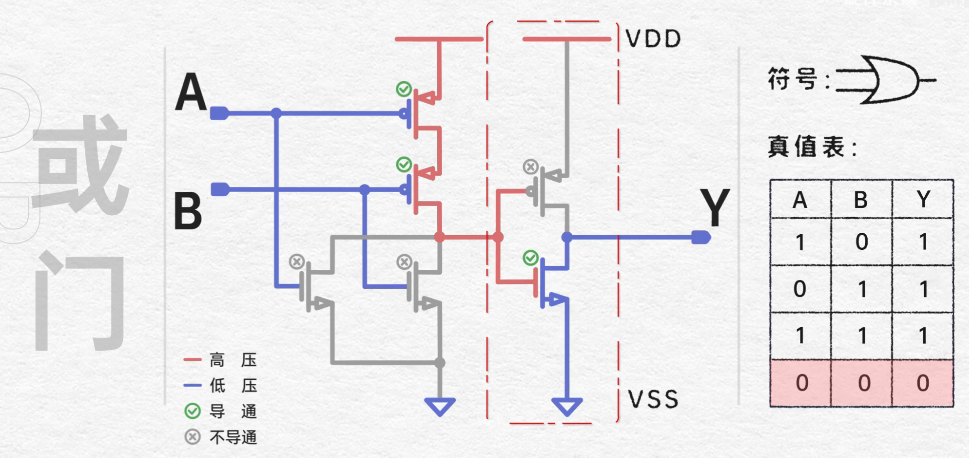 或门
A
B
VDD
Y
VSS
高 压
低 压
导 通
不导通
符号:
真值表:
A B Y
1 0 1
0 1 1
1 1 1
0 0 0